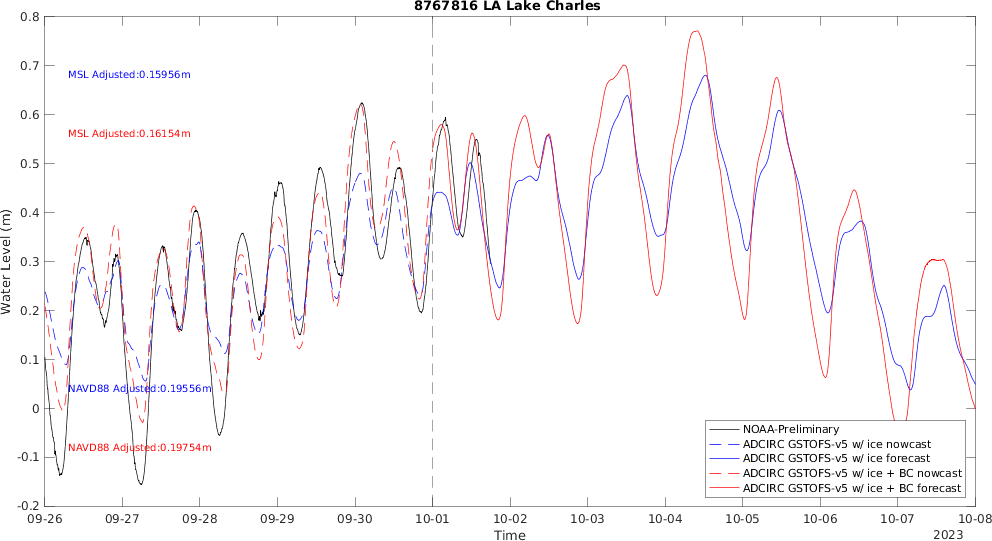 8767816 LA Lake Charles
0.8
0.7
0.6
0.5
0.4
0.3
0.2
0.1
0
-0.1
-0.2
Water Level (m)
MSL Adjusted:0.15956m
MSL Adjusted:0.16154m
NAVD88 Adjusted:0.19556m
NAVD88 Adjusted:0.19754m
NOAA-Preliminary
ADCIRC GSTOFS-v5 w/ ice nowcast
ADCIRC GSTOFS-v5 w/ ice forecast
ADCIRC GSTOFS-v5 w/ ice + BC nowcast
ADCIRC GSTOFS-v5 w/ ice + BC forecast
09-26 09-27 09-28 09-29 09-30 10-01 10-02 10-03 10-04 10-05 10-06 10-07 10-08
Time
2023